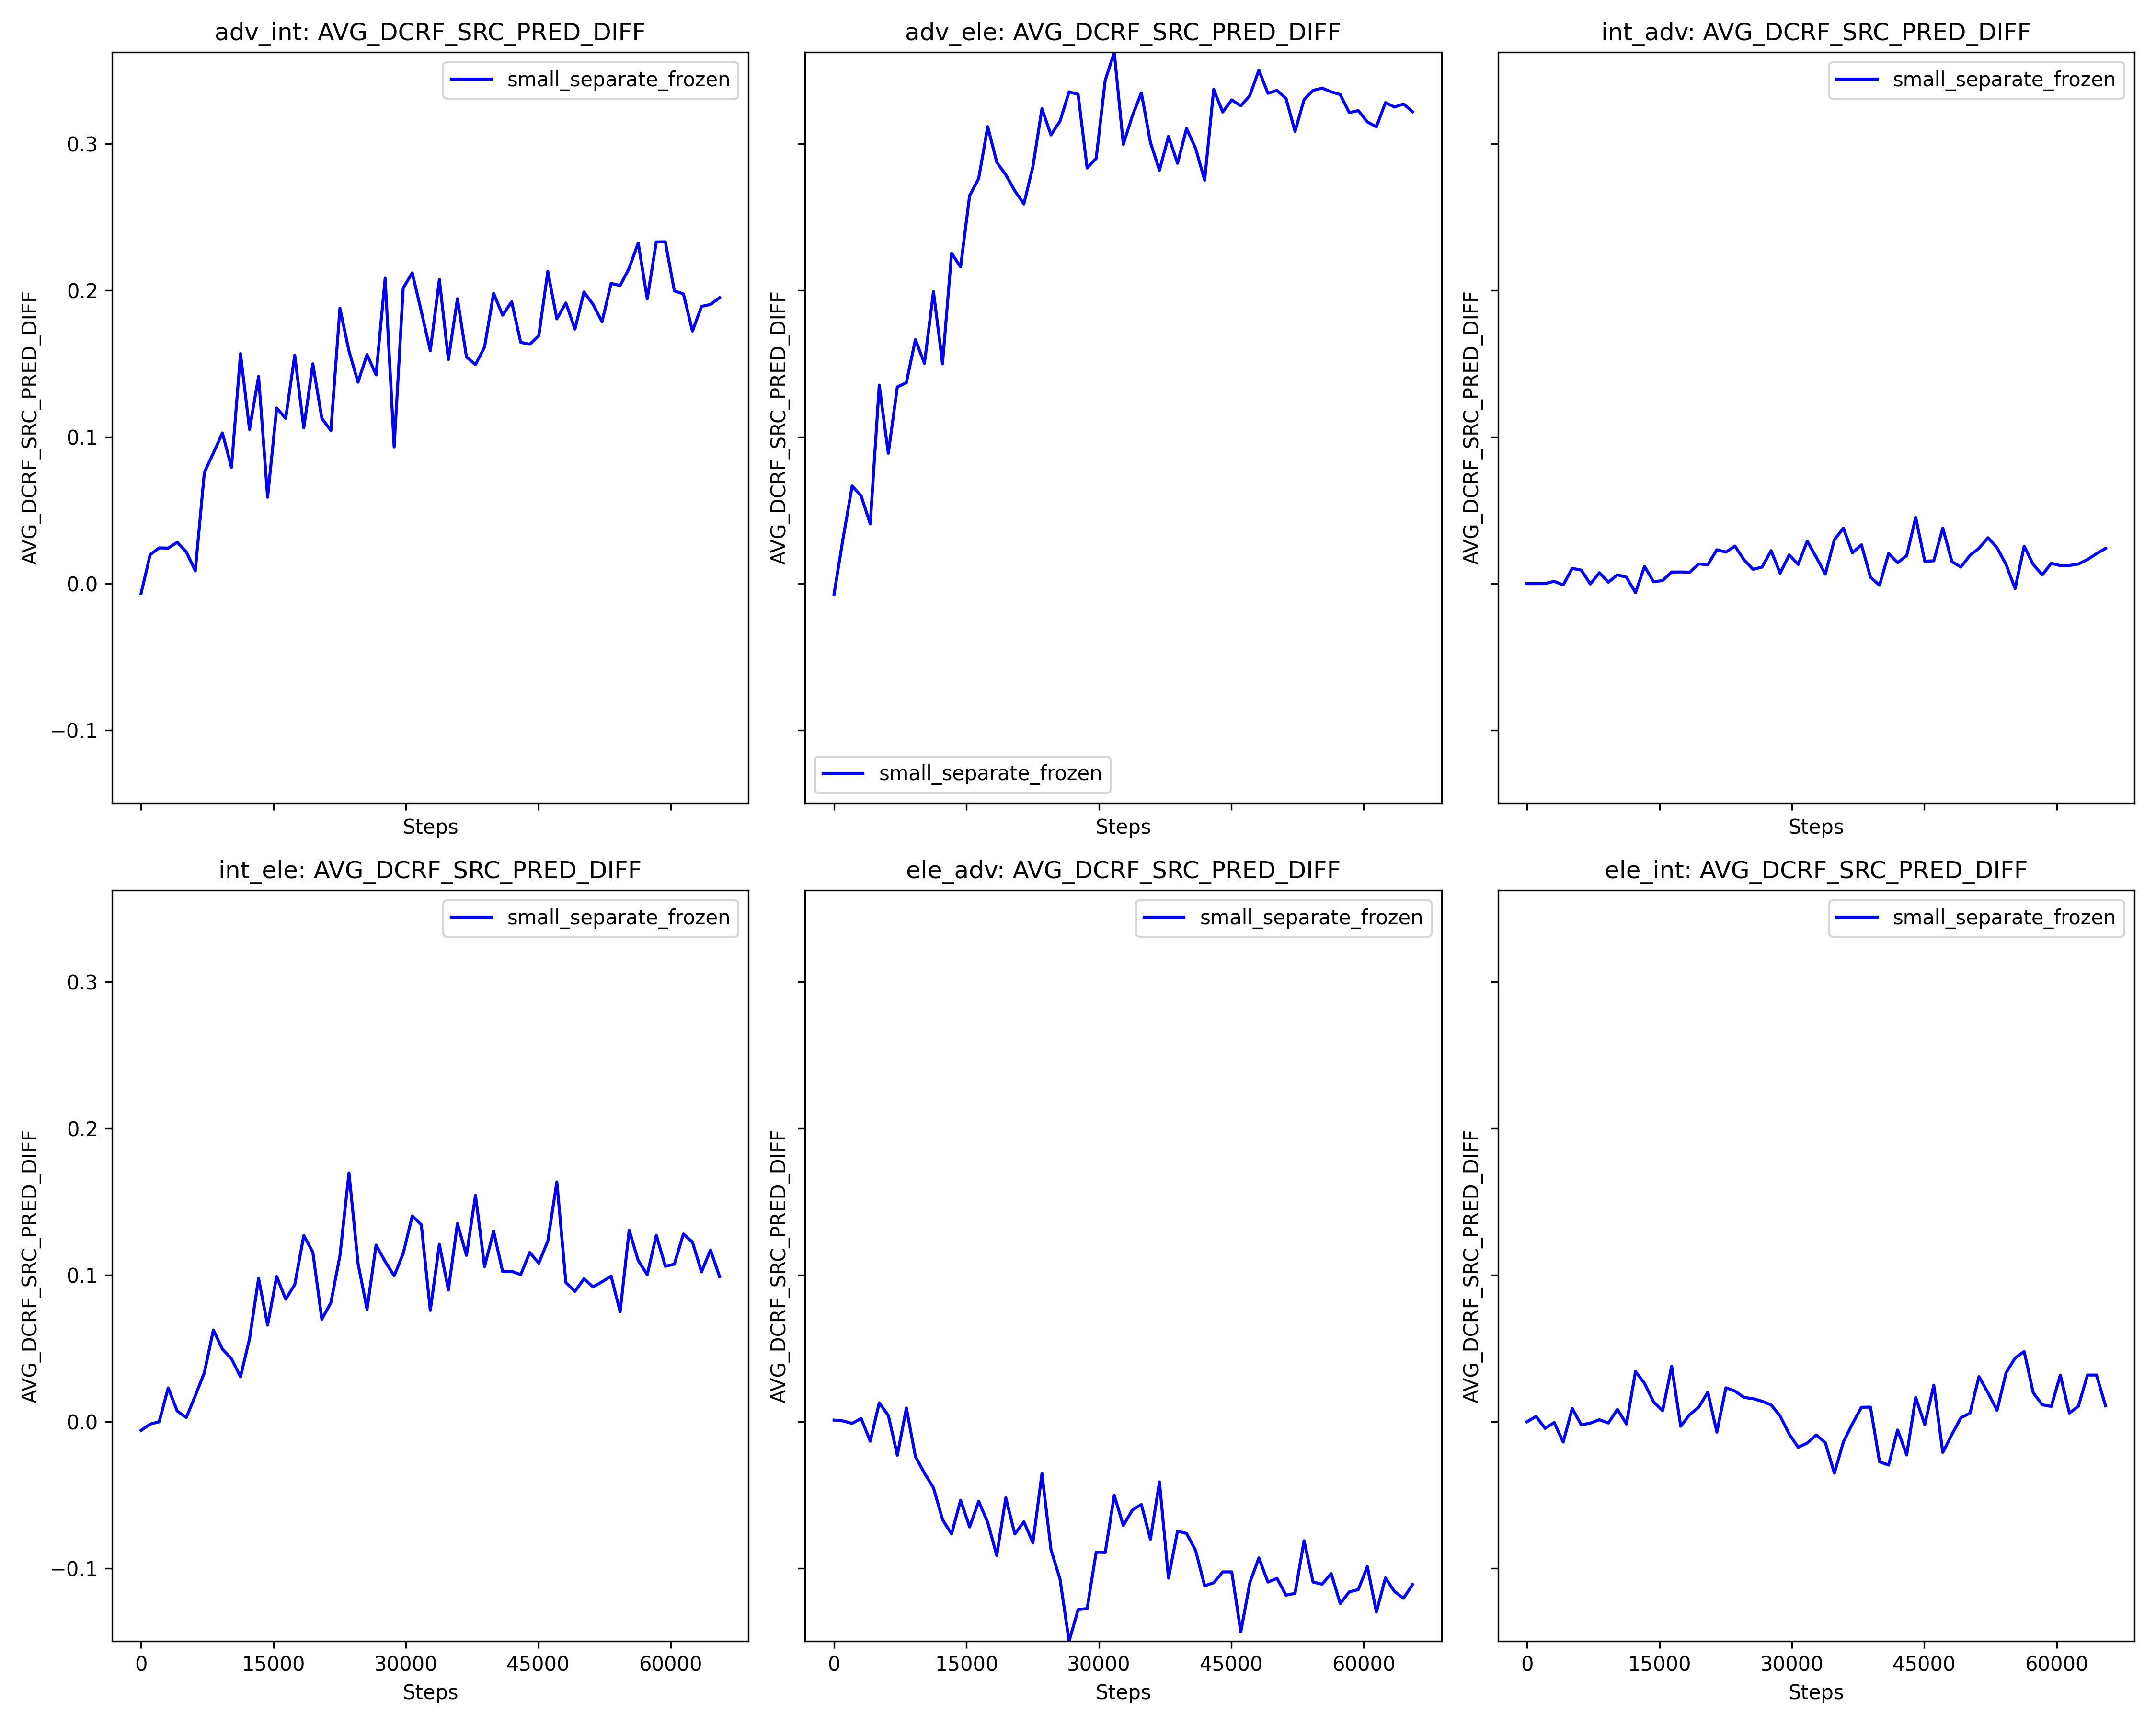 adv_int: AVG_DCRF_SRC_PRED_DIFF
adv_ele: AVG_DCRF_SRC_PRED_DIFF
int_adv: AVG_DCRF_SRC_PRED_DIFF
small_separate_frozen
small_separate_frozen
small_separate_frozen
AVG_DCRF_SRC_PRED_DIFF
AVG_DCRF_SRC_PRED_DIFF
AVG_DCRF_SRC_PRED_DIFF
0.3
0.2
0.1
0.0
−0.1
Steps
Steps
Steps
int_ele: AVG_DCRF_SRC_PRED_DIFF
ele_adv: AVG_DCRF_SRC_PRED_DIFF
ele_int: AVG_DCRF_SRC_PRED_DIFF
small_separate_frozen
small_separate_frozen
small_separate_frozen
AVG_DCRF_SRC_PRED_DIFF
AVG_DCRF_SRC_PRED_DIFF
AVG_DCRF_SRC_PRED_DIFF
0.3
0.2
0.1
0.0
−0.1
0 15000 30000 45000 60000
0 15000 30000 45000 60000
0 15000 30000 45000 60000
Steps
Steps
Steps